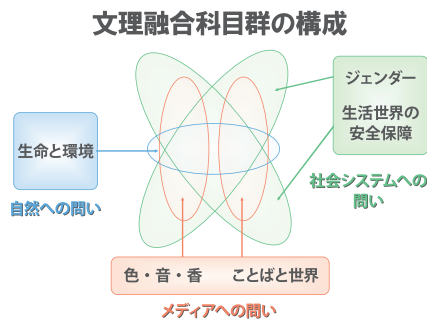 文理融合科目群の構成
ジェンダー
生活世界の
安全保障
生命と環境
自然への問い
社会システムへの
問い
色・音・香 ことばと世界
メディアへの問い